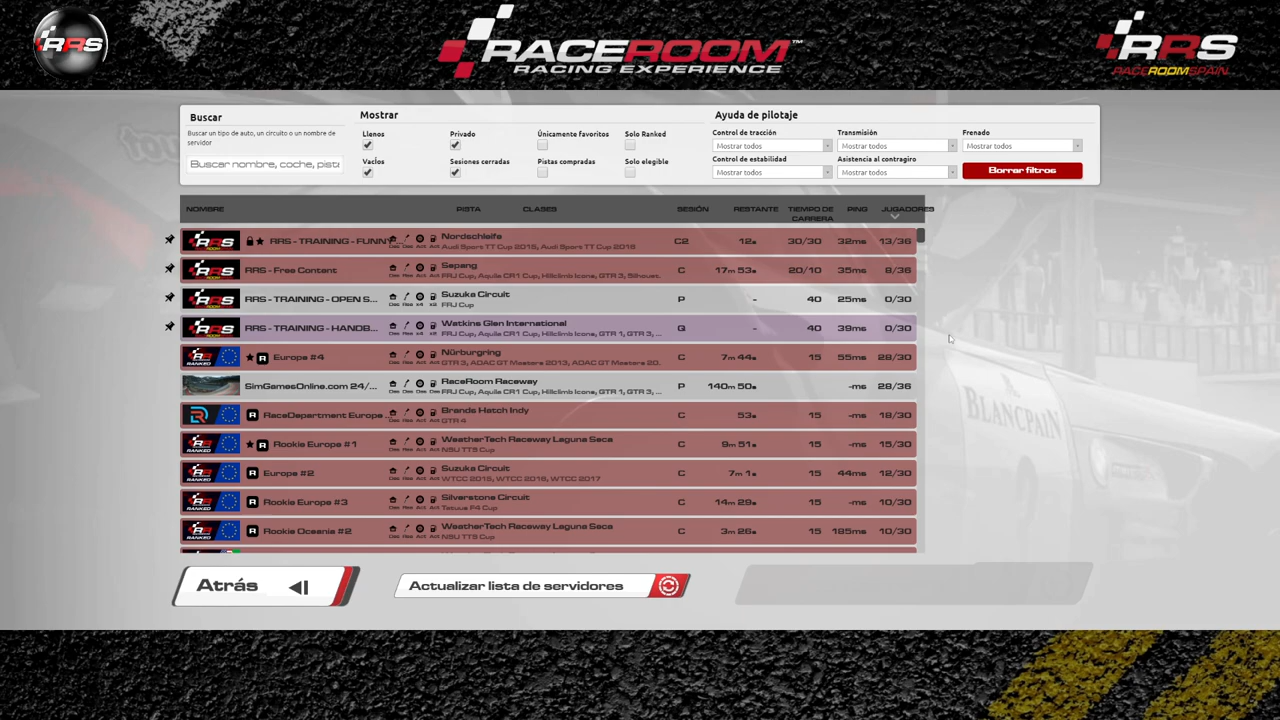 RRS
RACEROOM™
RACING EXPERIENCE
RRS
RACEROOMSPAIN
Buscar
Buscar un tipo de auto, un circuito o un nombre de
servidor
Buscar nombre, coche, pista
Mostrar
Llenos
Privado
Únicamente favoritos
Solo Ranked
Vacíos
Sesiones cerradas
Pistas compradas
Solo elegible
Ayuda de pilotaje
Control de tracción
Transmisión
Frenado
Mostrar todos
Mostrar todos
Mostrar todos
Control de estabilidad
Asistencia al contragiro
Mostrar todos
Mostrar todos
Borrar filtros
NOMBRE PISTA CLASES SESIÓN RESTANTE TIEMPO DE CARRERA PING JUGADORES
RRS - TRAINING - FUNNY... Nordschleife C2 12s 30/30 32ms 13/36
Audi Sport TT Cup 2015, Audi Sport TT Cup 2016
RRS - Free Content Sepang C 17m 53s 20/10 35ms 8/36
FRJ Cup, Aquila CR1 Cup, Hillclimb Icons, GTR 3, Silhouet..
RRS - TRAINING - OPEN S... Suzuka Circuit P - 40 25ms 0/30
FRJ Cup
RRS - TRAINING - HANDB... Watkins Glen International Q - 40 39ms 0/30
FRJ Cup, Aquila CR1 Cup, Hillclimb Icons, GTR 1, GTR 3, ...
R Europe #4 Nürburgring C 7m 44s 15 55ms 28/30
GTR 3, ADAC GT Masters 2013, ADAC GT Masters 20..
SimGamesOnline.com 24/... RaceRoom Raceway P 140m 50s -ms 28/36
FRJ Cup, Aquila CR1 Cup, Hillclimb Icons, GTR 1, GTR 3, ...
R RaceDepartment Europe ... Brands Hatch Indy C 53s 15 -ms 18/30
GTR 4
R Rookie Europe #1 WeatherTech Raceway Laguna Seca C 9m 51s 15 -ms 15/30
NSU TTS Cup
R Europe #2 Suzuka Circuit C 7m 1s 15 44ms 12/30
WTCC 2015, WTCC 2016, WTCC 2017
R Rookie Europe #3 Silverstone Circuit C 14m 29s 15 -ms 10/30
Tatuus F4 Cup
R Rookie Oceania #2 WeatherTech Raceway Laguna Seca C 3m 26s 15 185ms 10/30
NSU TTS Cup
BLANCPAIN
Atrás
Actualizar lista de servidores